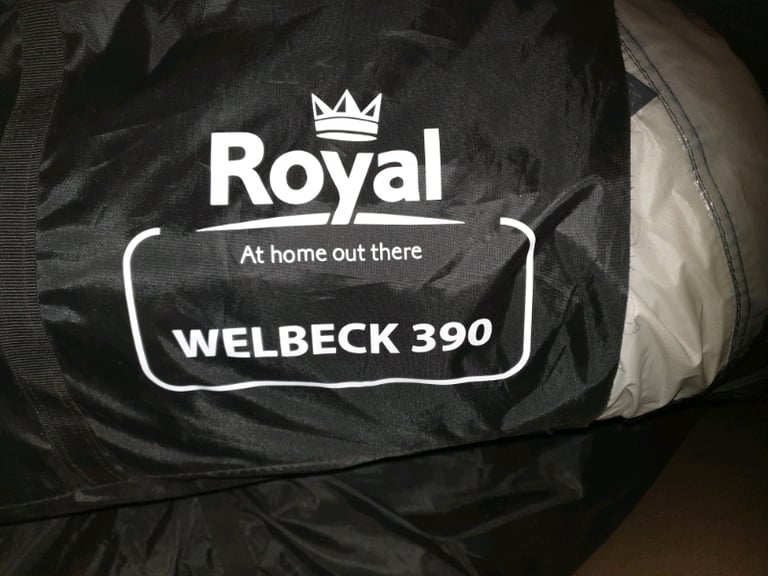 Royal
At home out there
WELBECK 390